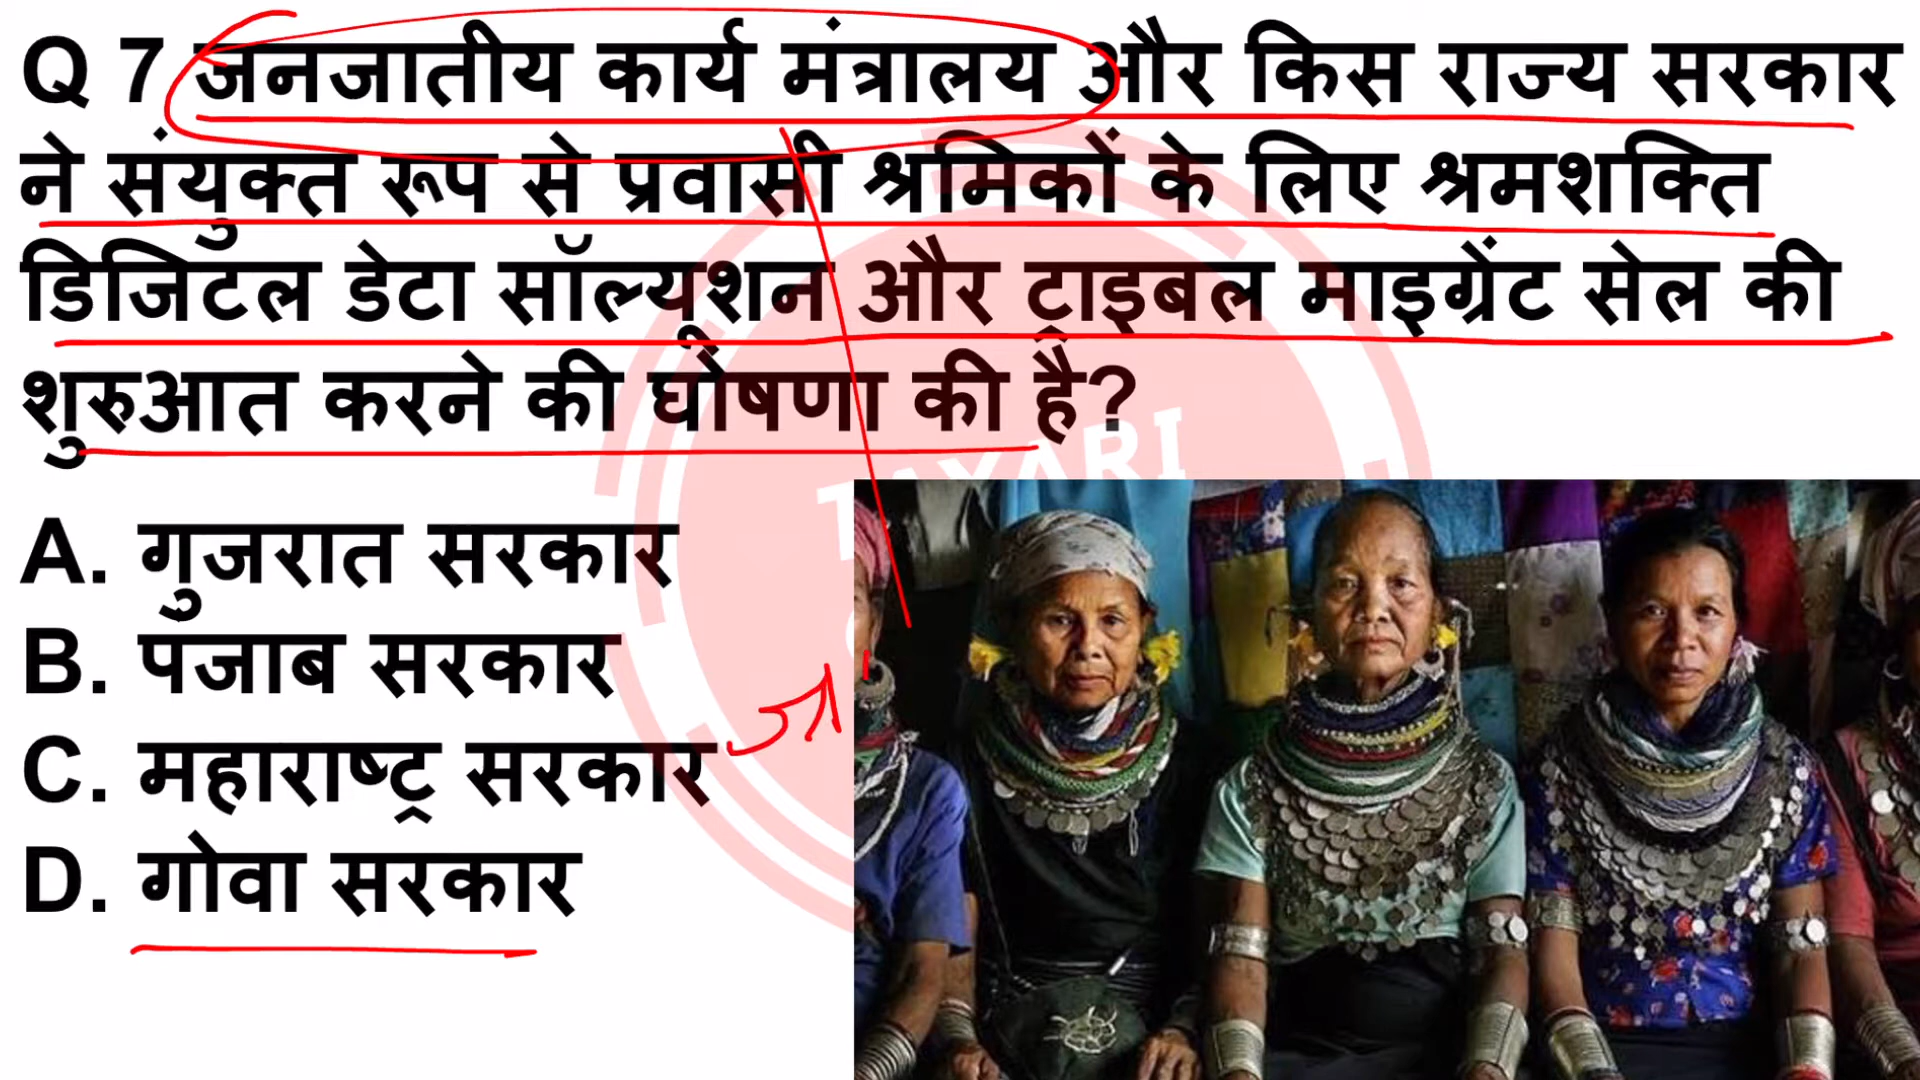 Q 7 जनजातीय कार्य मंत्रालय और किस राज्य सरकार
ने संयुक्त रूप से प्रवासी श्रमिकों के लिए श्रमशक्ति
डिजिटल डेटा सॉल्यूशन और ट्राइबल माइग्रेंट सेल की
शुरुआत करने की घोषणा की है?
A. गुजरात सरकार
B. पंजाब सरकार
C. महाराष्ट्र सरकार
D. गोवा सरकार